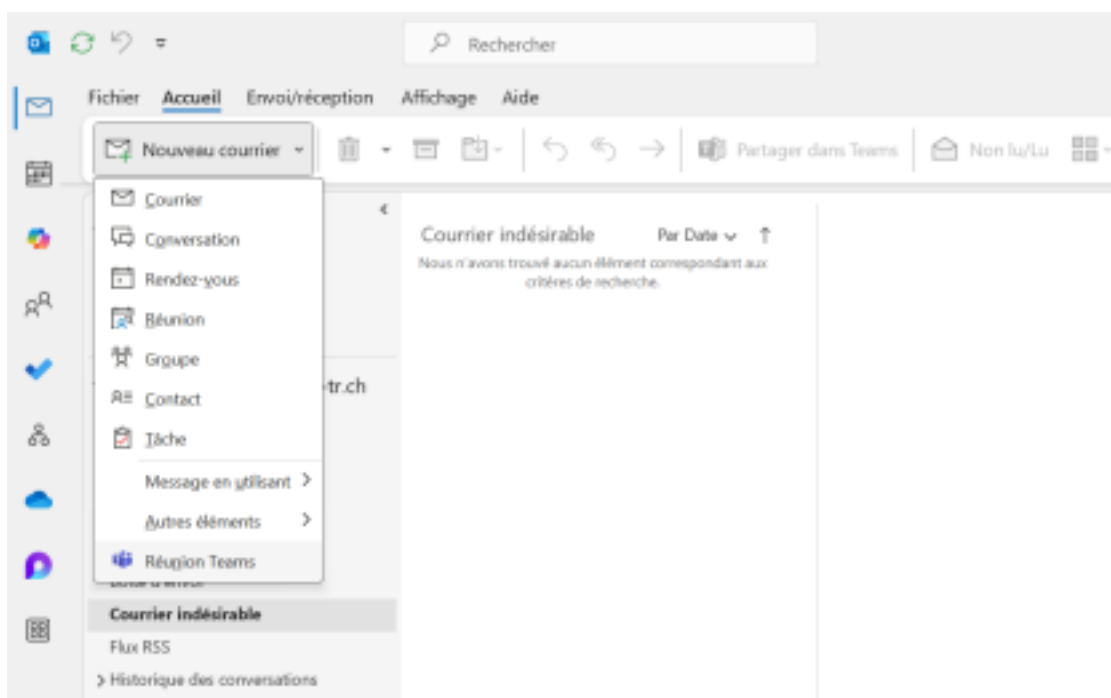 Rechercher
Fichier Accueil Envoi/réception Affichage Aide
Nouveau courrier Partager dans Teams Non lu/Lu
Courrier
Conversation
Rendez-vous
Réunion
Groupe
Contact
Tâche
Message en utilisant
Autres éléments
Réunion Teams
-tr.ch
Courrier indésirable
Flux RSS
Historique des conversations
Courrier indésirable Par Date
Nous n'avons trouvé aucun élément correspondant aux
critères de recherche.